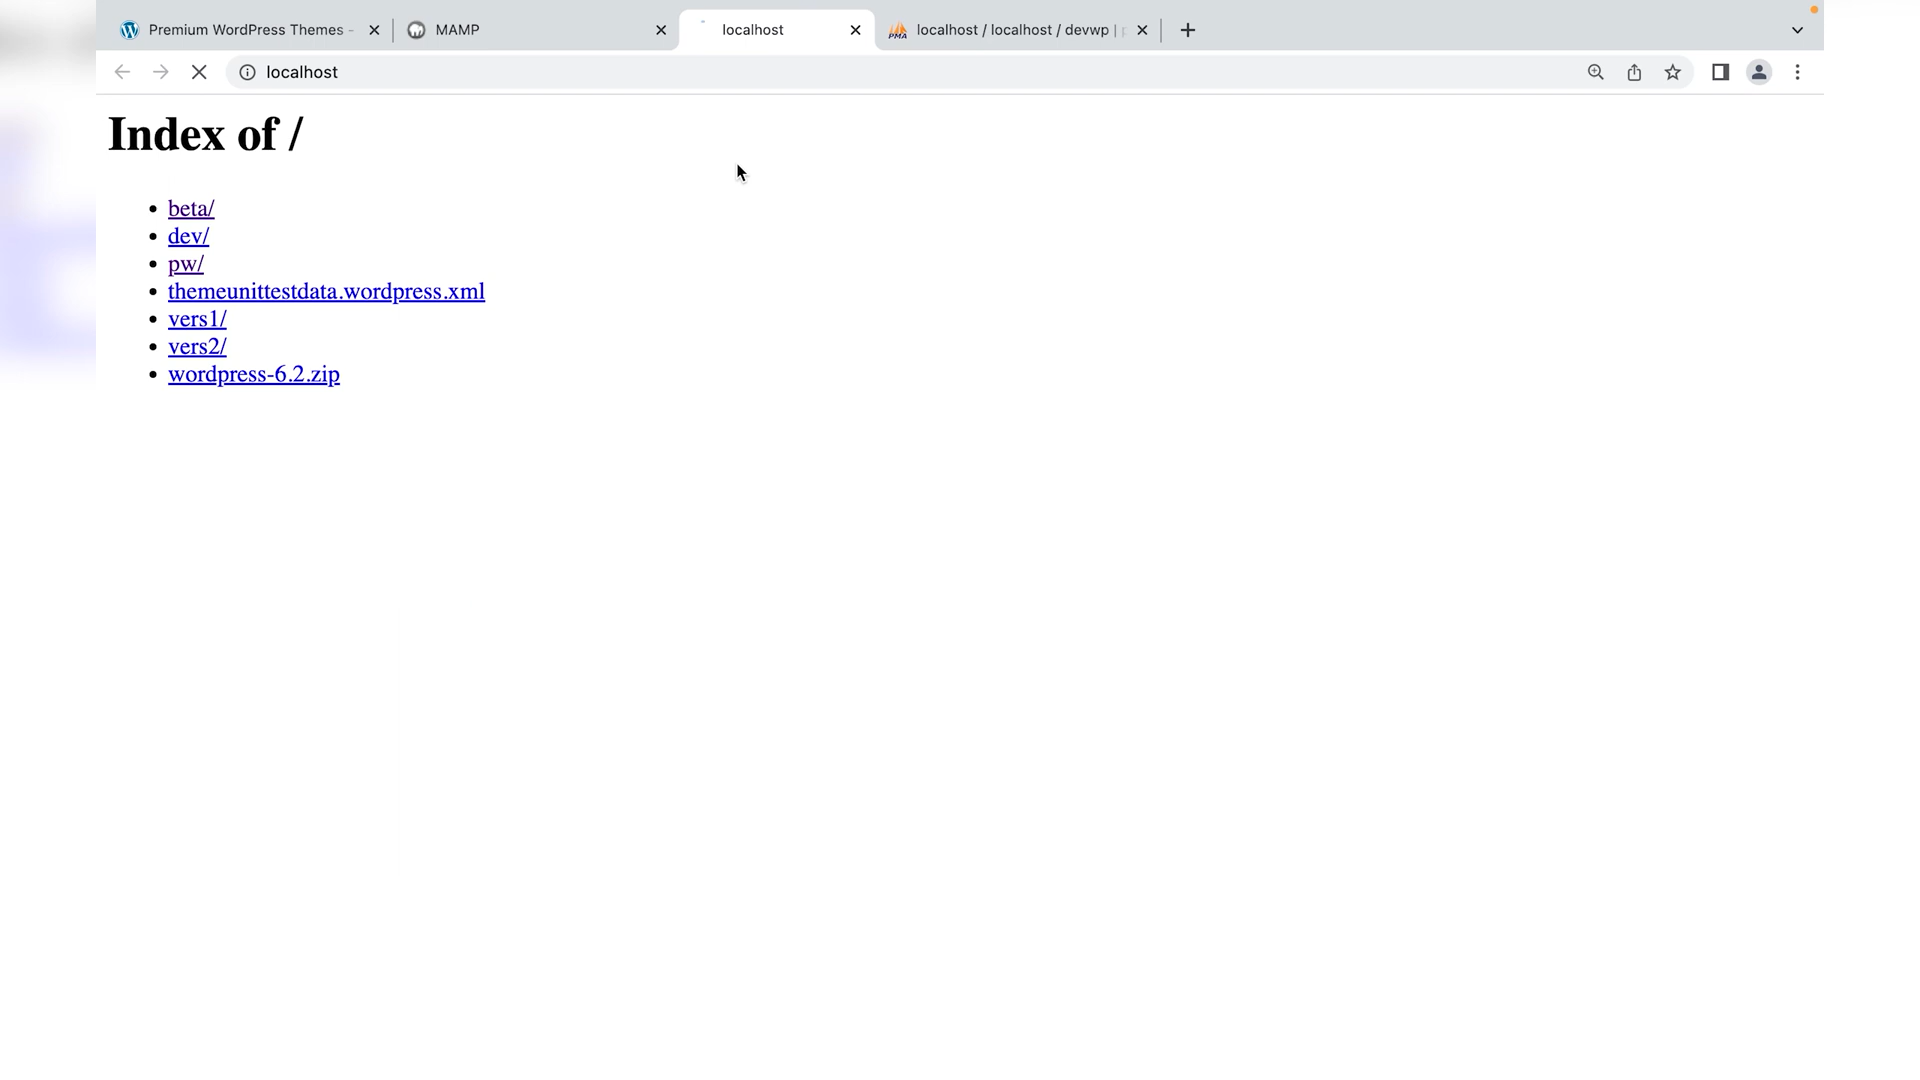 Premium WordPress Themes -
MAMP
localhost
PMA
localhost / localhost / devwp |
localhost
Index of /
beta/
dev/
pw/
themeunittestdata.wordpress.xml
vers1/
vers2/
wordpress-6.2.zip